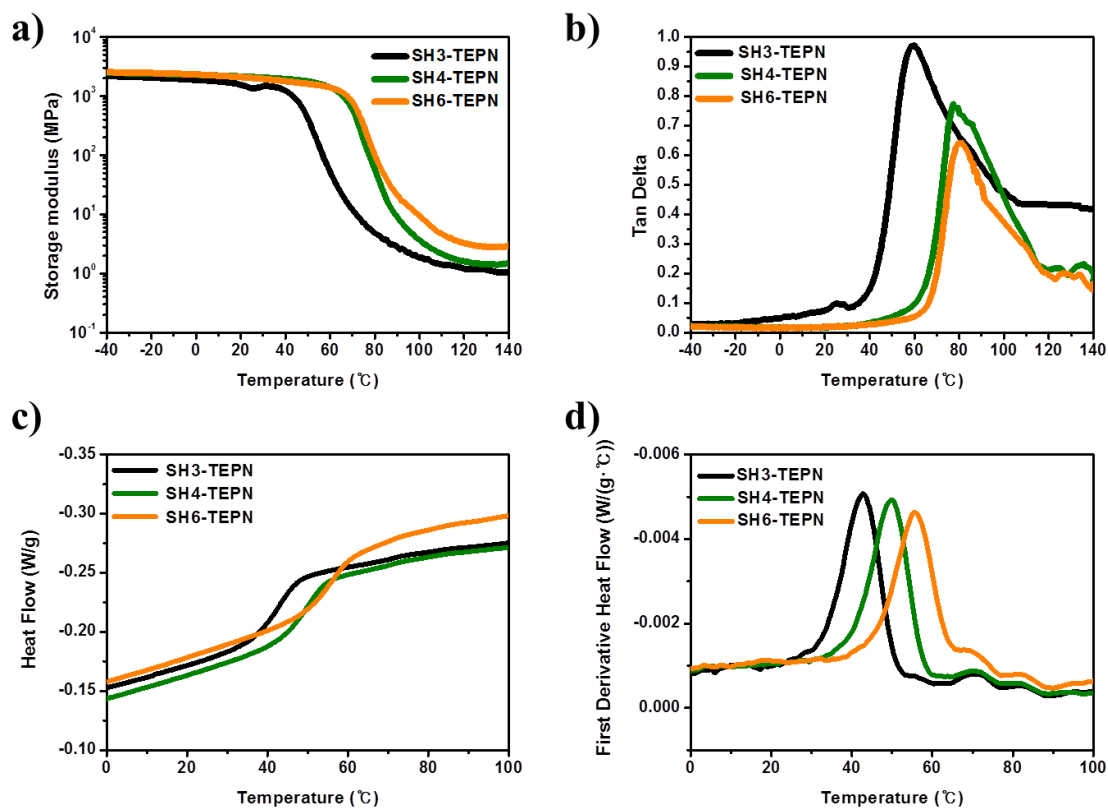 a)
Storage modulus (MPa)
10⁴
10³
10²
10¹
10⁰
10⁻¹
SH3-TEPN
SH4-TEPN
SH6-TEPN
-40 -20 0 20 40 60 80 100 120 140
Temperature (℃)
b)
Tan Delta
1.0
0.9
0.8
0.7
0.6
0.5
0.4
0.3
0.2
0.1
0.0
SH3-TEPN
SH4-TEPN
SH6-TEPN
-40 -20 0 20 40 60 80 100 120 140
Temperature (℃)
c)
Heat Flow (W/g)
-0.35
-0.30
-0.25
-0.20
-0.15
-0.10
SH3-TEPN
SH4-TEPN
SH6-TEPN
0 20 40 60 80 100
Temperature (℃)
d)
First Derivative Heat Flow (W/(g·℃))
-0.006
-0.004
-0.002
0.000
SH3-TEPN
SH4-TEPN
SH6-TEPN
0 20 40 60 80 100
Temperature (℃)